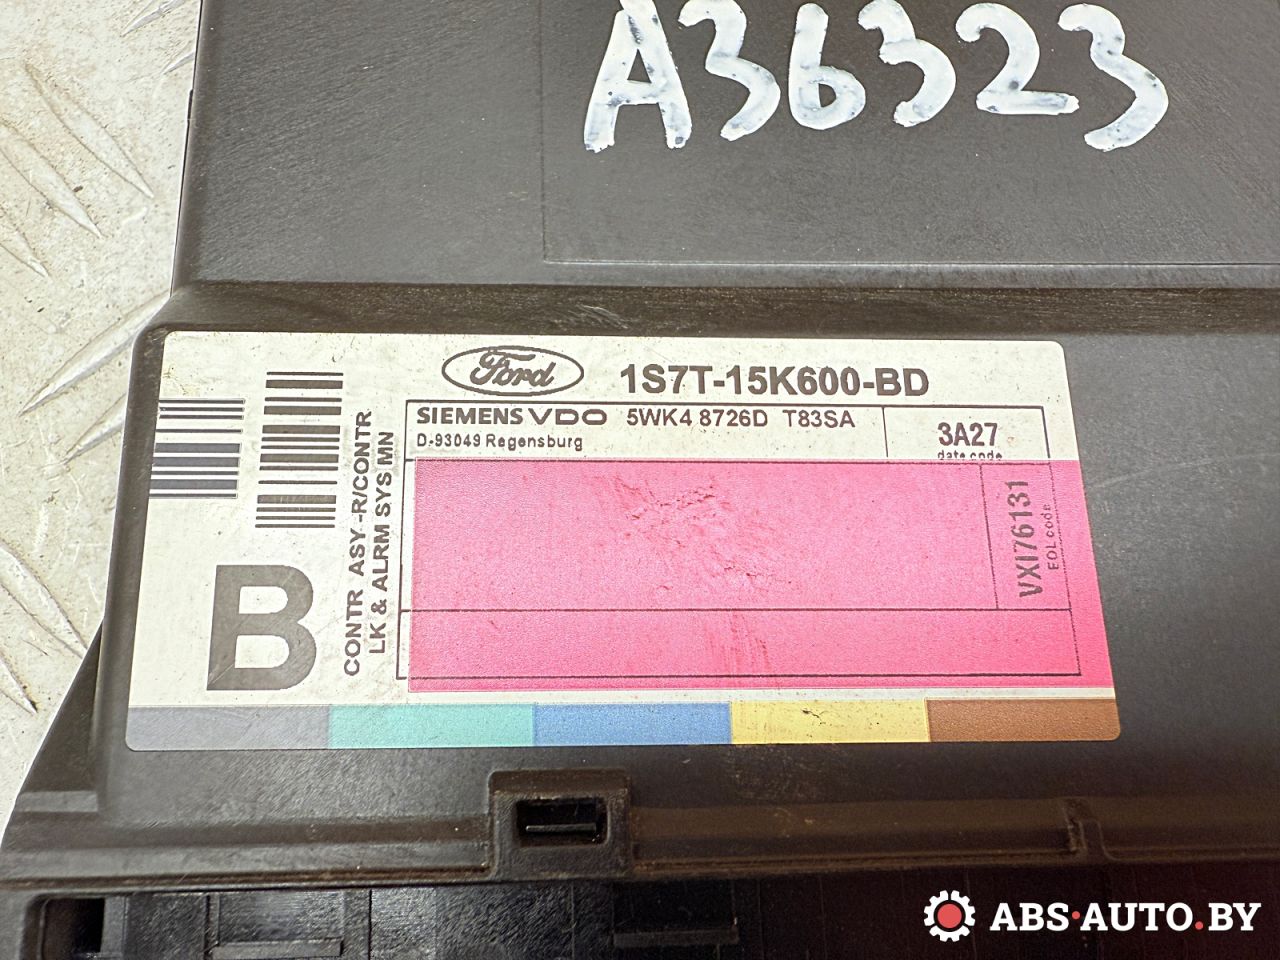 A36323
Ford
1S7T-15K600-BD
SIEMENS VDO 5WK4 8726D T83SA
D-93049 Regensburg
3A27
date code
CONTR ASY -R/CONTR
LK & ALRM SYS MN
B
VXI76131
EOL code
ABS-AUTO.BY